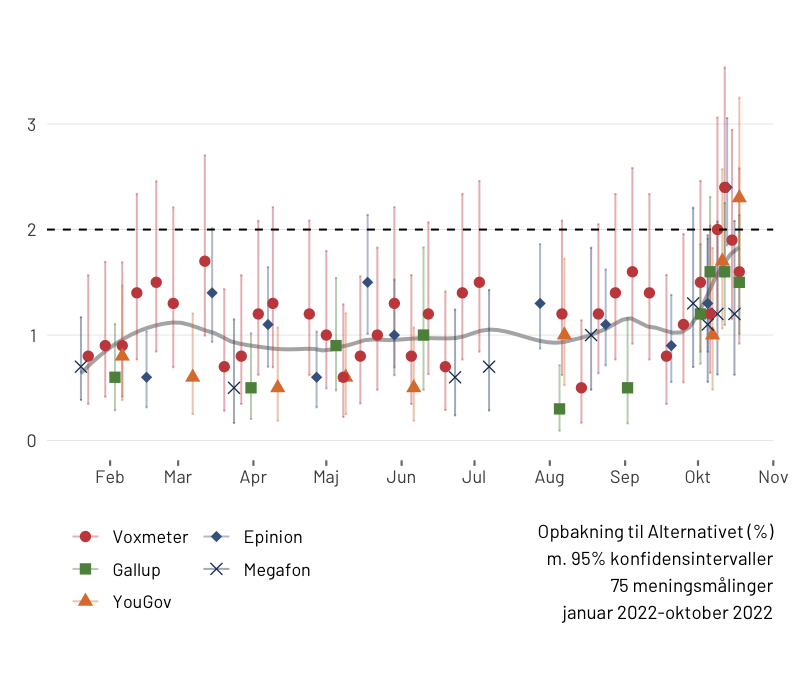 3
2
1
0
Feb Mar Apr Maj Jun Jul Aug Sep Okt Nov
Voxmeter Epinion
Gallup Megafon
YouGov
Opbakning til Alternativet (%)
m. 95% konfidensintervaller
75 meningsmålinger
januar 2022-oktober 2022